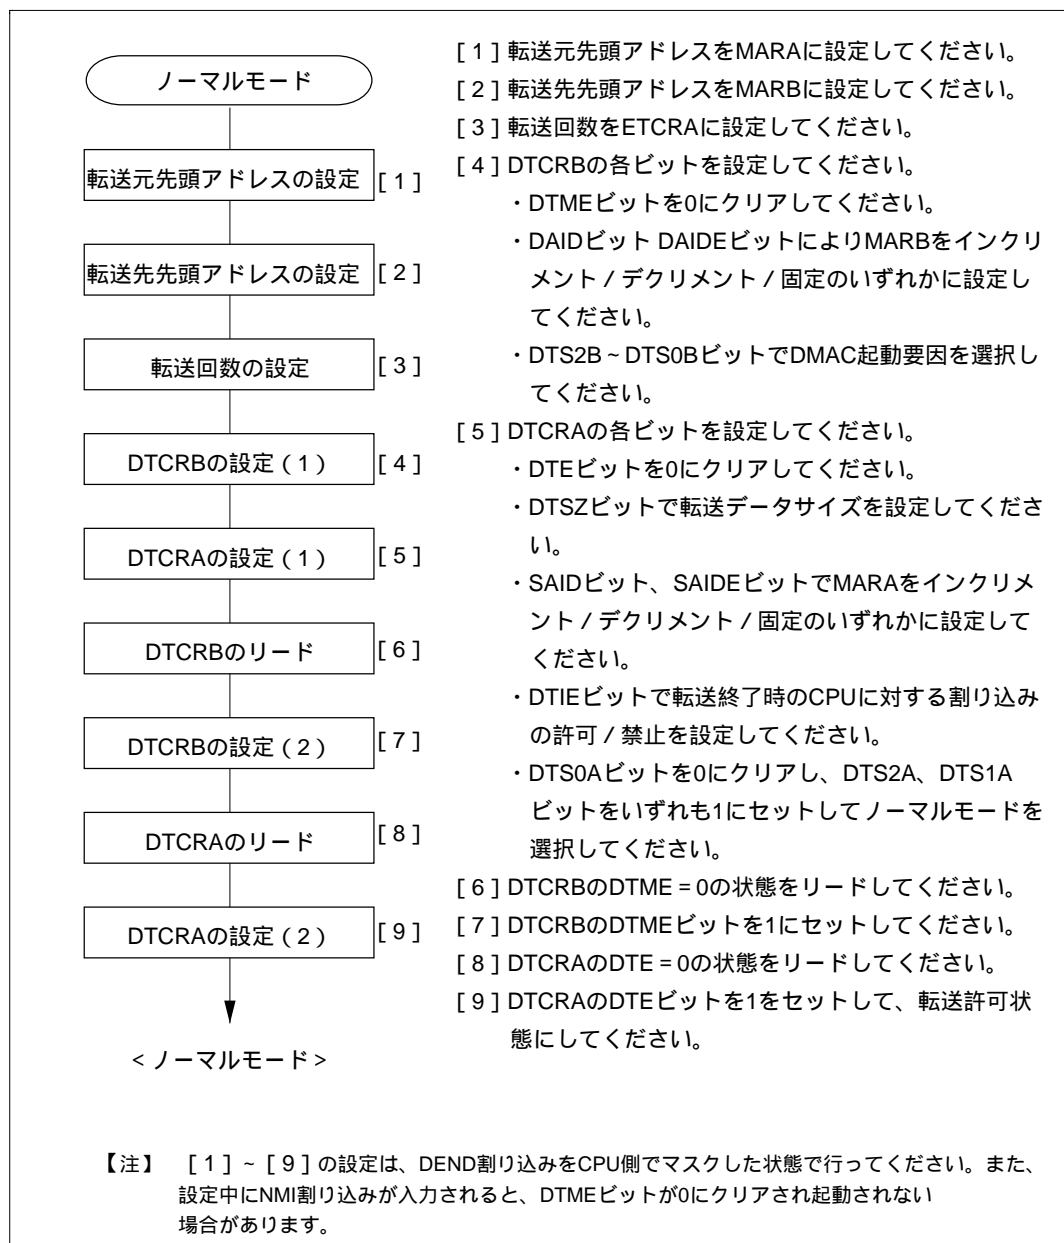 ノーマルモード
転送元先頭アドレスの設定 [1]
転送先先頭アドレスの設定 [2]
転送回数の設定 [3]
DTCRBの設定（1） [4]
DTCRAの設定（1） [5]
DTCRBのリード [6]
DTCRBの設定（2） [7]
DTCRAのリード [8]
DTCRAの設定（2） [9]
<ノーマルモード>
[1]転送元先頭アドレスをMARAに設定してください。
[2]転送先先頭アドレスをMARBに設定してください。
[3]転送回数をETCRAに設定してください。
[4]DTCRBの各ビットを設定してください。
・DTMEビットを0にクリアしてください。
・DAIDビット DAIDEビットによりMARBをインクリ
メント/デクリメント/固定のいずれかに設定し
てください。
・DTS2B~DTS0BビットでDMAC起動要因を選択し
てください。
[5]DTCRAの各ビットを設定してください。
・DTEビットを0にクリアしてください。
・DTSZビットで転送データサイズを設定してくださ
い。
・SAIDビット、SAIDEビットでMARAをインクリメ
ント/デクリメント/固定のいずれかに設定して
ください。
・DTIEビットで転送終了時のCPUに対する割り込み
の許可/禁止を設定してください。
・DTS0Aビットを0にクリアし、DTS2A、DTS1A
ビットをいずれも1にセットしてノーマルモードを
選択してください。
[6]DTCRBのDTME=0の状態をリードしてください。
[7]DTCRBのDTMEビットを1にセットしてください。
[8]DTCRAのDTE=0の状態をリードしてください。
[9]DTCRAのDTEビットを1をセットして、転送許可状
態にしてください。
【注】 [1]~[9]の設定は、DEND割り込みをCPU側でマスクした状態で行ってください。また、
設定中にNMI割り込みが入力されると、DTMEビットが0にクリアされ起動されない
場合があります。